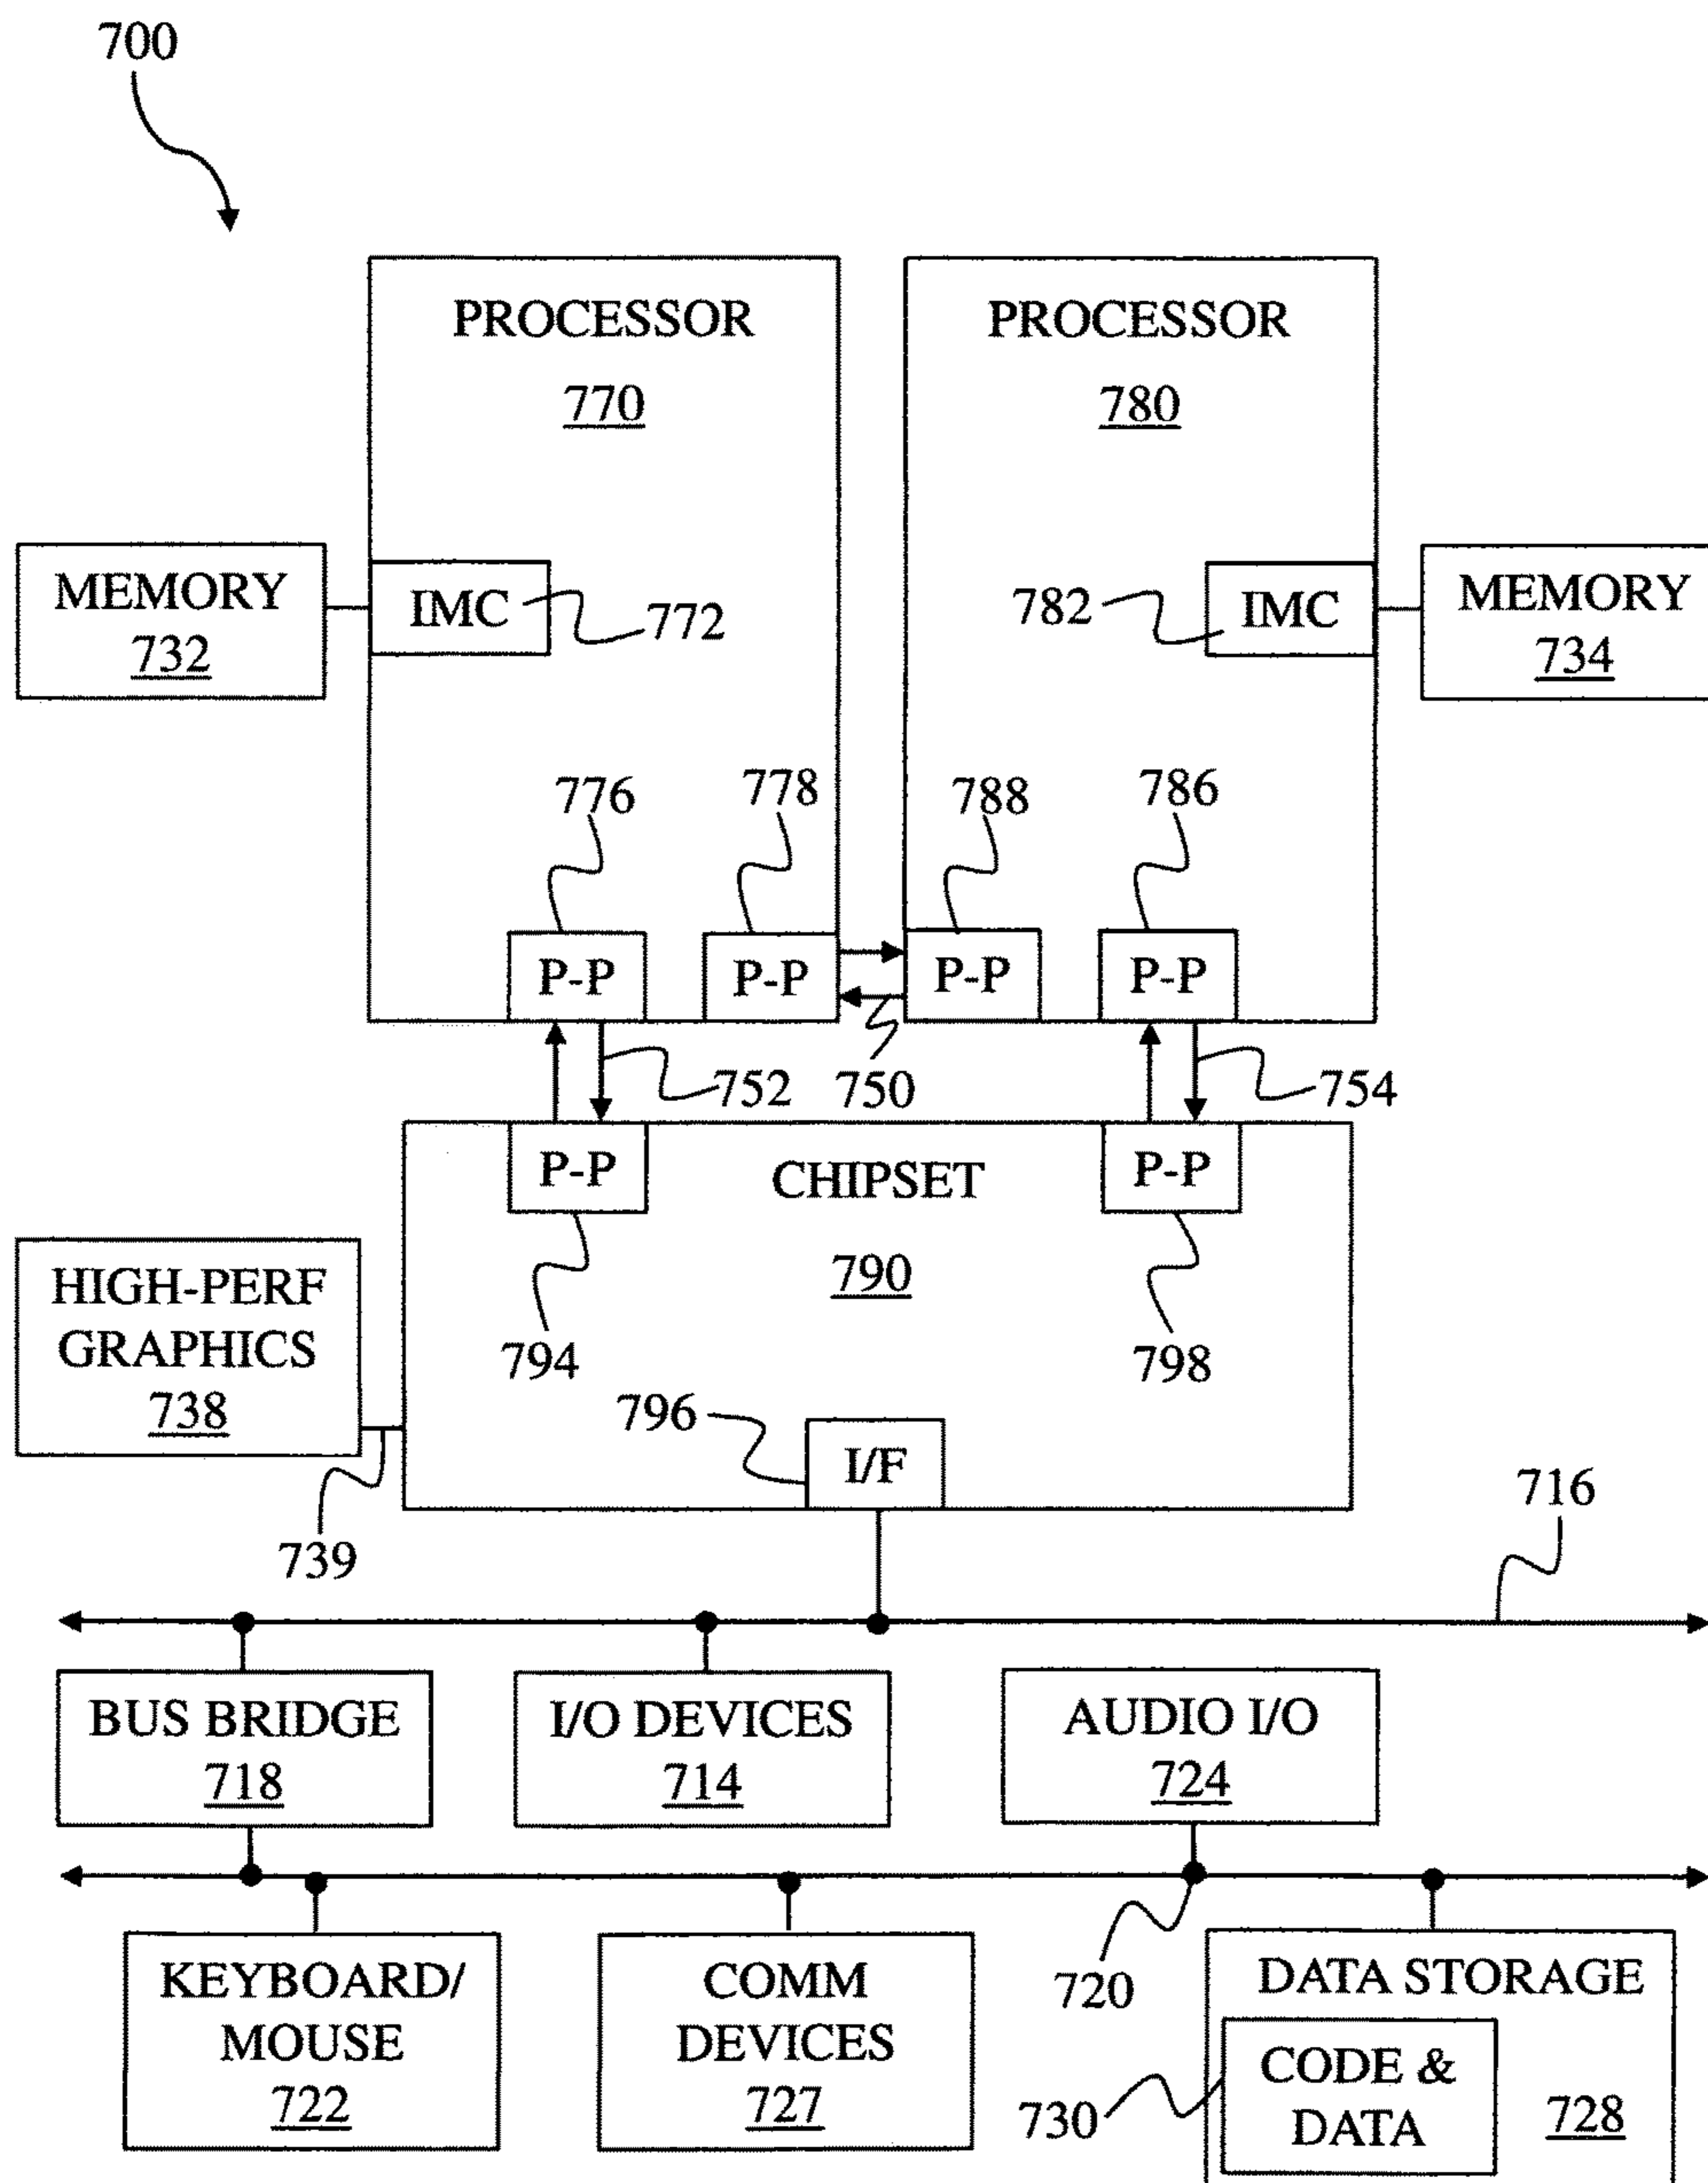 700
PROCESSOR
770
PROCESSOR
780
MEMORY
732
IMC
772
782
IMC
MEMORY
734
776
778
788
786
P-P
P-P
P-P
P-P
752
750
754
P-P
CHIPSET
P-P
790
794
798
HIGH-PERF
GRAPHICS
738
796
I/F
739
716
BUS BRIDGE
718
I/O DEVICES
714
AUDIO I/O
724
720
KEYBOARD/
MOUSE
722
COMM
DEVICES
727
DATA STORAGE
CODE &
DATA
730
728